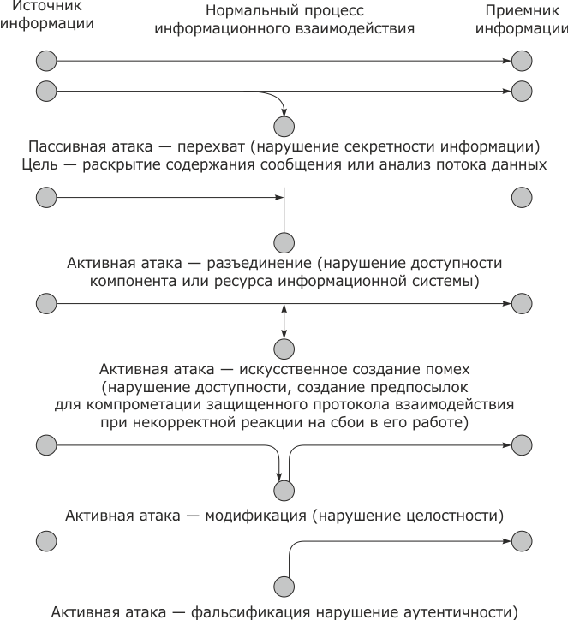 Источник
информации
Нормальный процесс
информационного взаимодействия
Приемник
информации
Пассивная атака — перехват (нарушение секретности информации)
Цель — раскрытие содержания сообщения или анализ потока данных
Активная атака — разъединение (нарушение доступности
компонента или ресурса информационной системы)
Активная атака — искусственное создание помех
(нарушение доступности, создание предпосылок
для компрометации защищенного протокола взаимодействия
при некорректной реакции на сбои в его работе)
Активная атака — модификация (нарушение целостности)
Активная атака — фальсификация нарушение аутентичности)